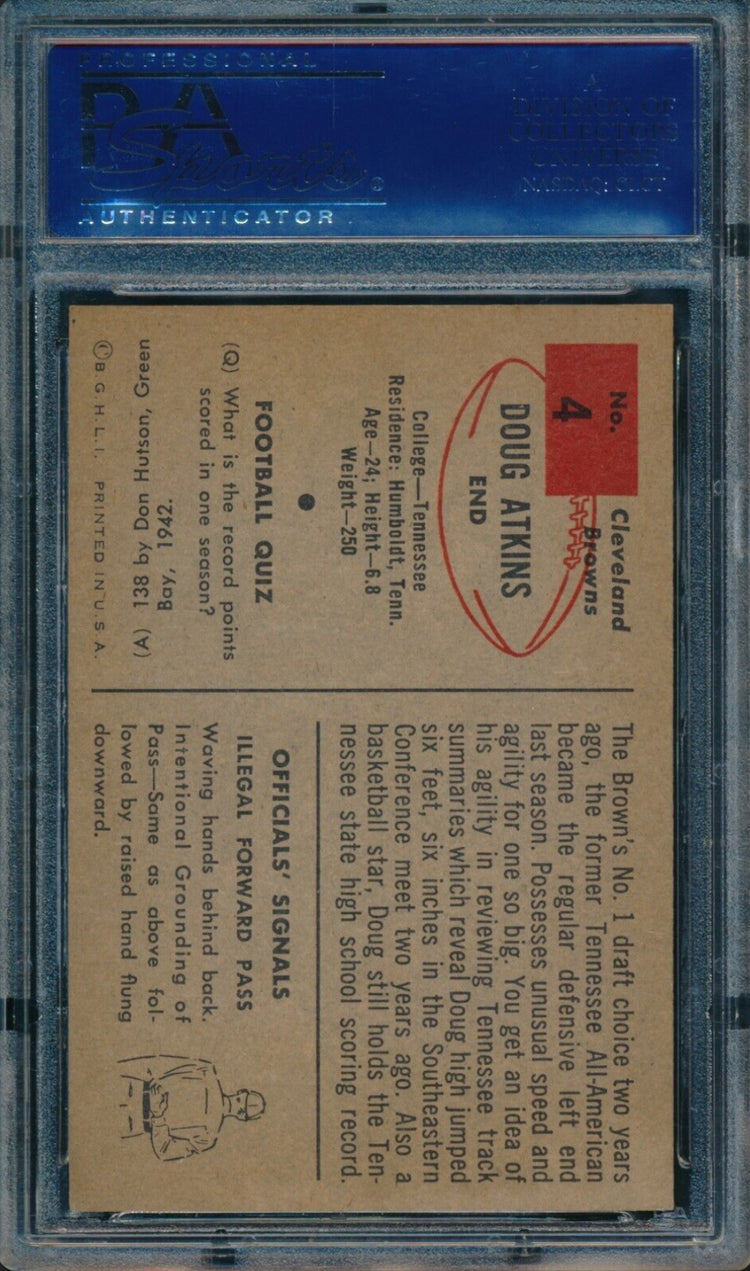 PROFESSIONAL
PSA
Sports
AUTHENTICATOR
A
DIVISION OF
COLLECTORS
UNIVERSE
NASDAQ: CLCT
No.
4
Cleveland
Browns
DOUG ATKINS
END
College—Tennessee
Residence: Humboldt, Tenn.
Age—24; Height—6.8
Weight—250
FOOTBALL QUIZ
(Q) What is the record points
scored in one season?
(A) 138 by Don Hutson, Green
Bay, 1942.
©B.G.H.L.I. PRINTED IN U.S.A.
The Brown's No. 1 draft choice two years
ago, the former Tennessee All-American
became the regular defensive left end
last season. Possesses unusual speed and
agility for one so big. You get an idea of
his agility in reviewing Tennessee track
summaries which reveal Doug high jumped
six feet, six inches in the Southeastern
Conference meet two years ago. Also a
basketball star, Doug still holds the Ten-
nessee state high school scoring record.
OFFICIALS' SIGNALS
ILLEGAL FORWARD PASS
Waving hands behind back.
Intentional Grounding of
Pass—Same as above fol-
lowed by raised hand flung
downward.